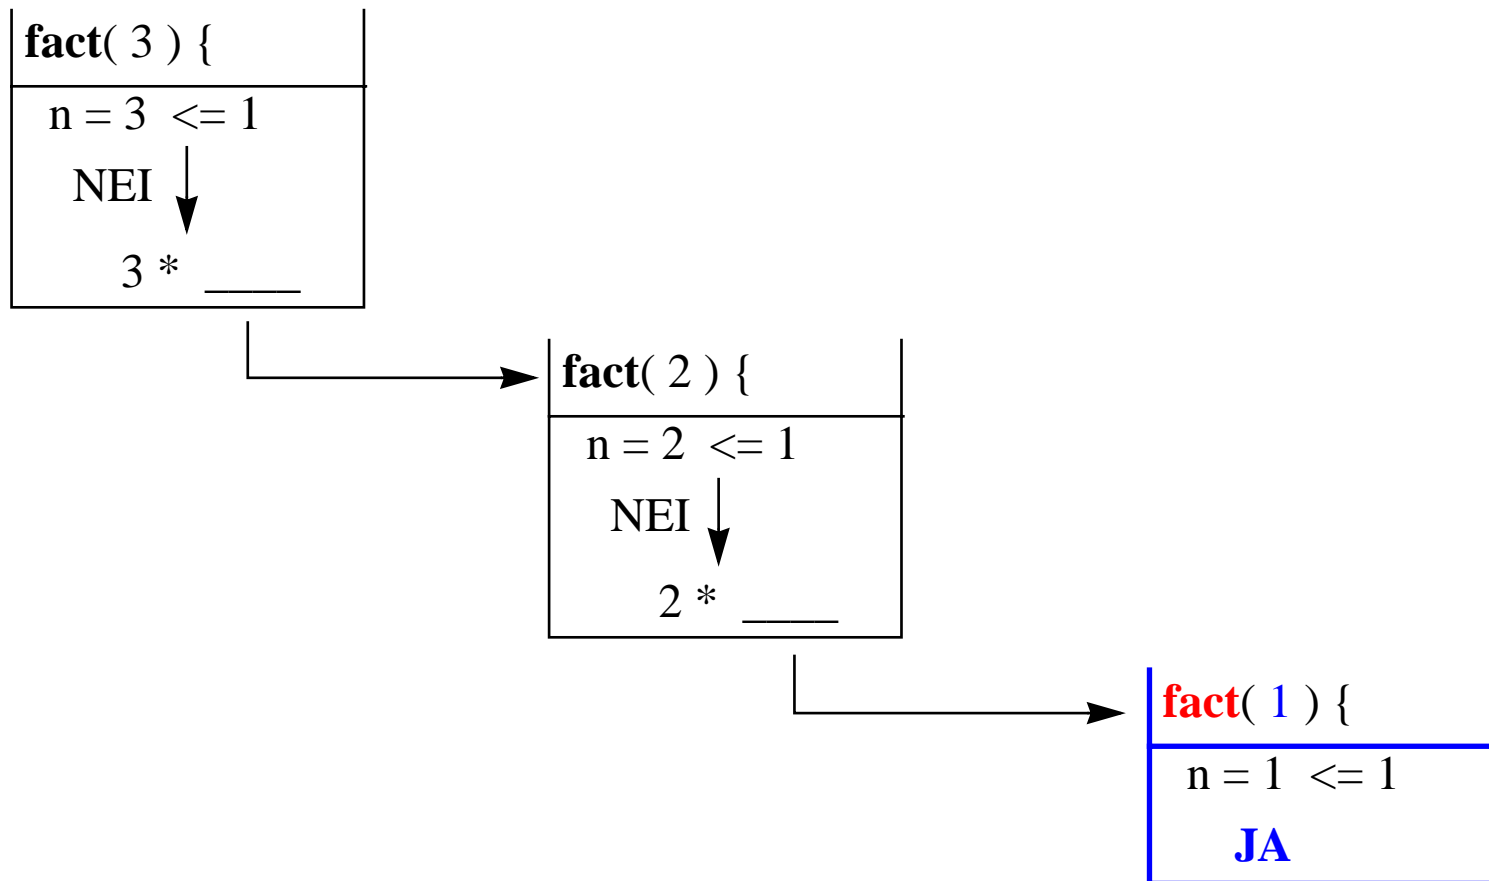 fact( 3 ) {
n = 3 <= 1
NEI
3 * ____
fact( 2 ) {
n = 2 <= 1
NEI
2 * ____
fact( 1 ) {
n = 1 <= 1
JA